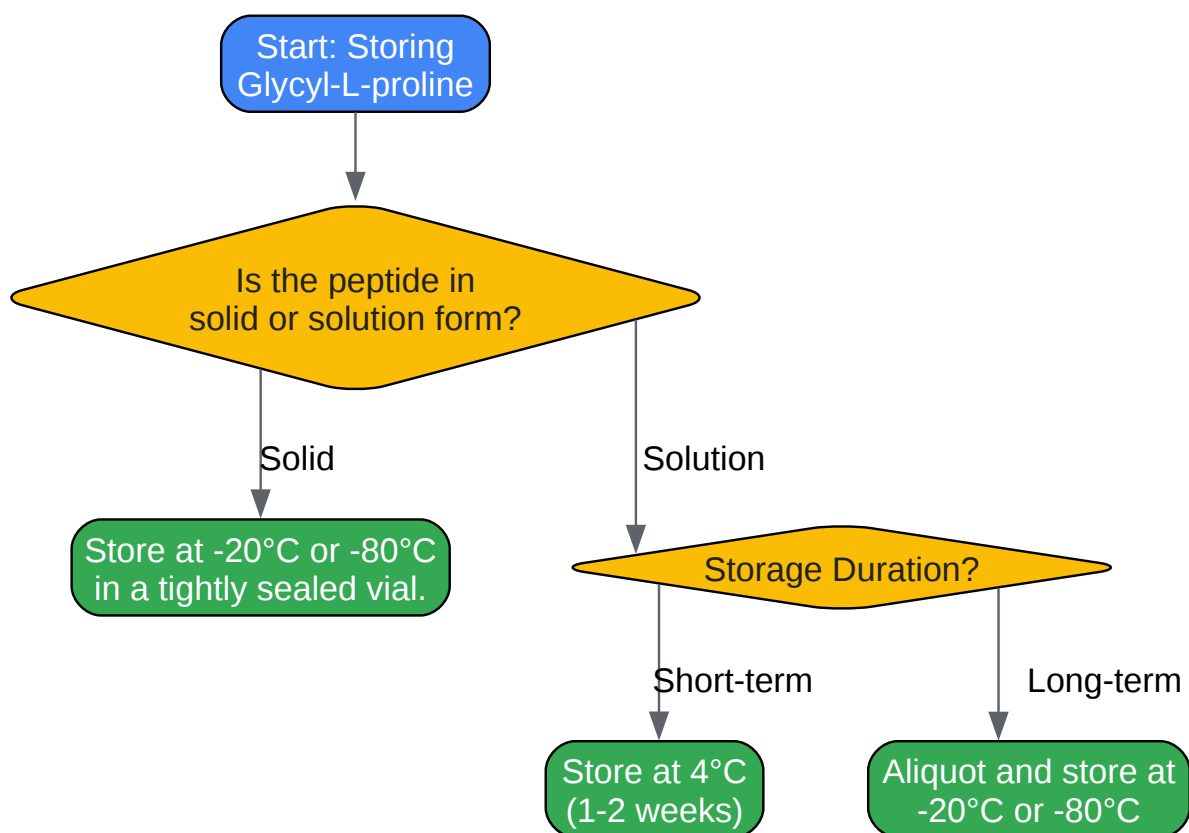 Start: Storing
Glycyl-L-proline
Is the peptide in
solid or solution form?
Solid
Solution
Store at -20°C or -80°C
in a tightly sealed vial.
Storage Duration?
Short-term
Long-term
Store at 4°C
(1-2 weeks)
Aliquot and store at
-20°C or -80°C